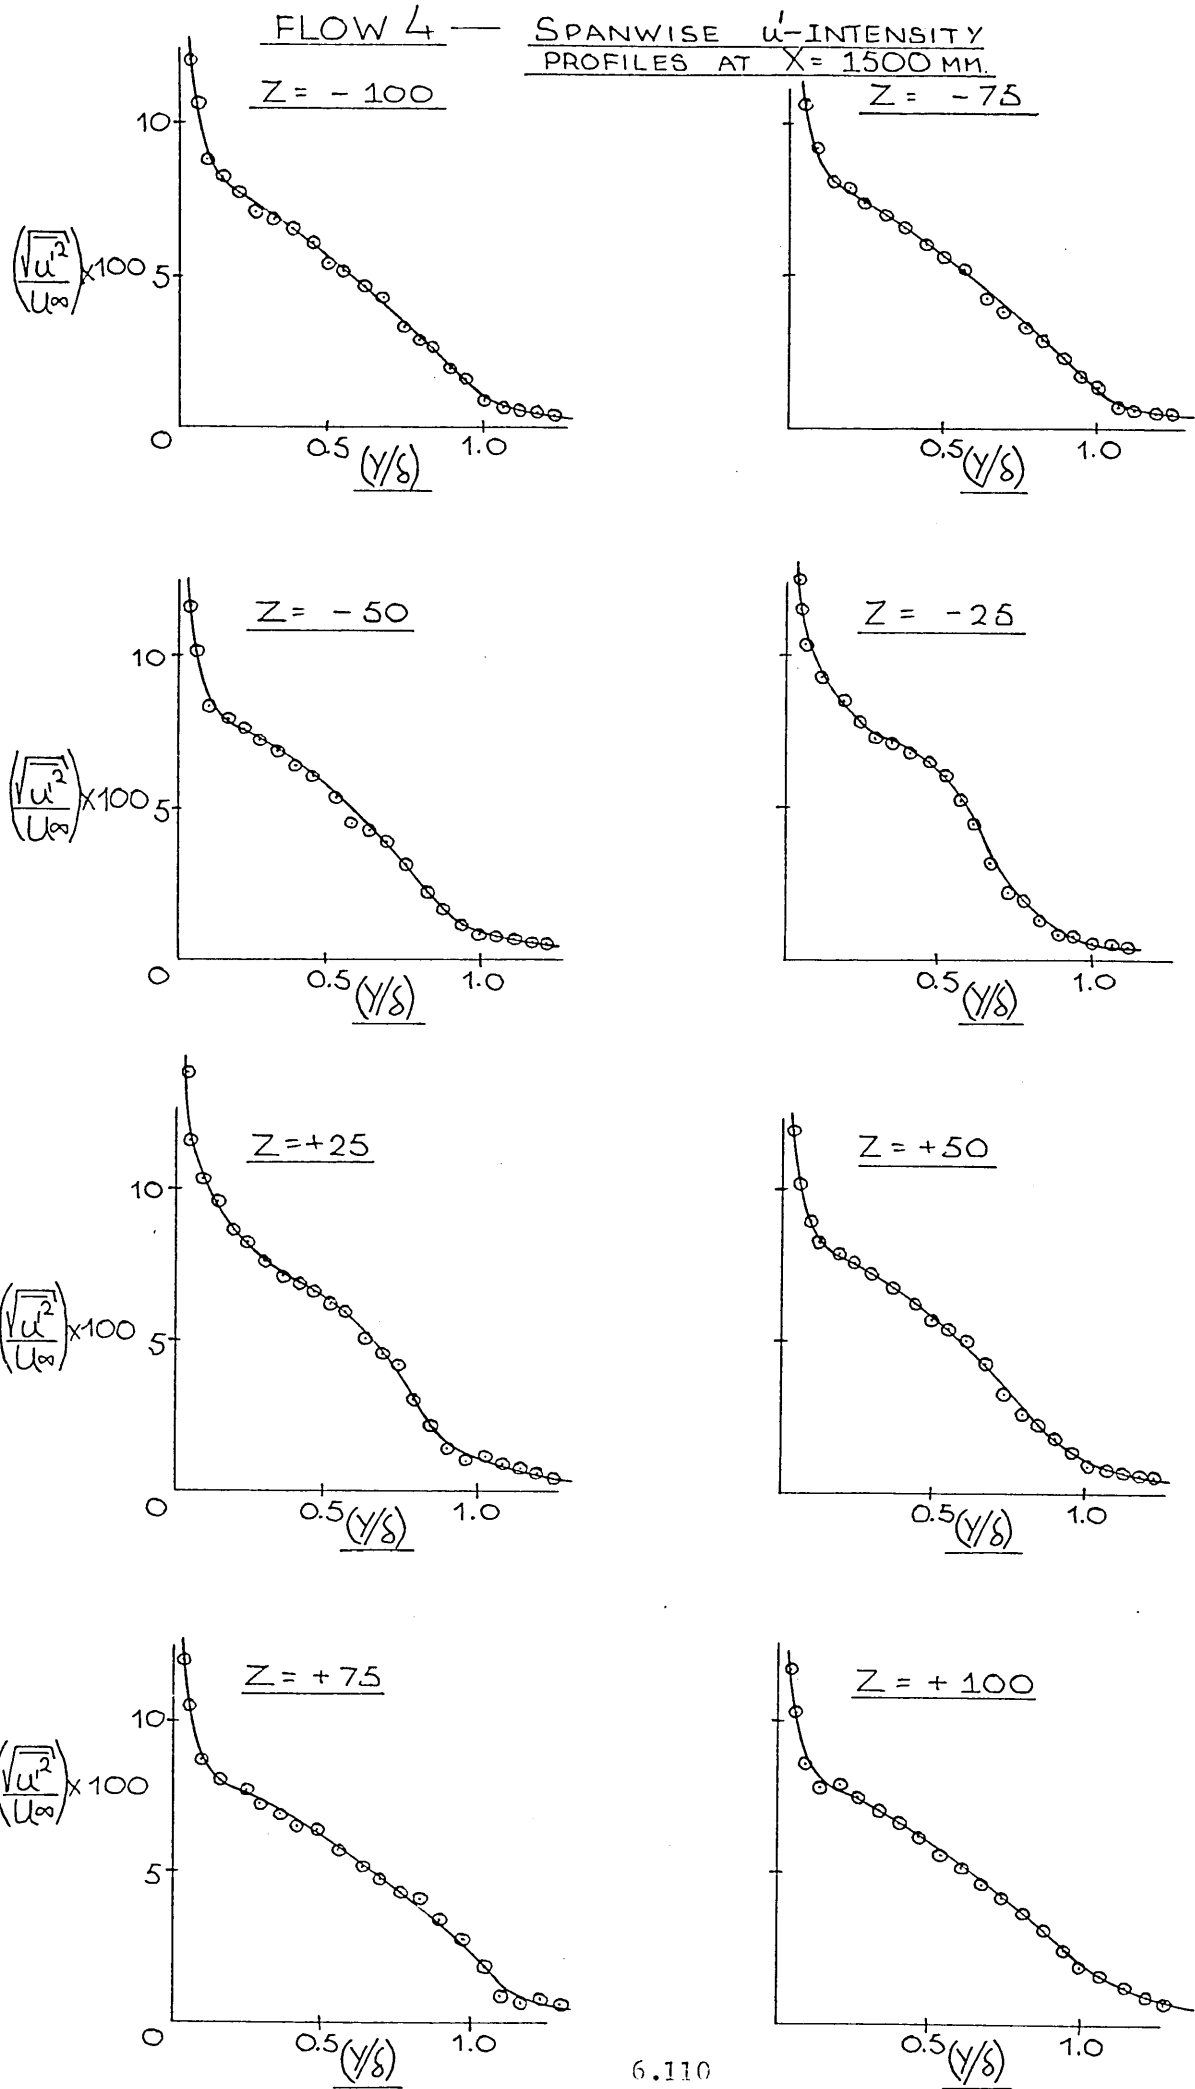 FLOW 4 — SPANWISE u'-INTENSITY
PROFILES AT X = 1500 MM.
Z = - 100
Z = - 75
10
5
0
(√u'²/U∞) ×100
0.5
1.0
(Y/δ)
0.5
1.0
(Y/δ)
Z = - 50
Z = - 25
10
5
0
(√u'²/U∞) ×100
0.5
1.0
(Y/δ)
0.5
1.0
(Y/δ)
Z = +25
Z = +50
10
5
0
(√u'²/U∞) ×100
0.5
1.0
(Y/δ)
0.5
1.0
(Y/δ)
Z = +75
Z = + 100
10
5
0
(√u'²/U∞) × 100
0.5
1.0
(Y/δ)
0.5
1.0
(Y/δ)
6.110